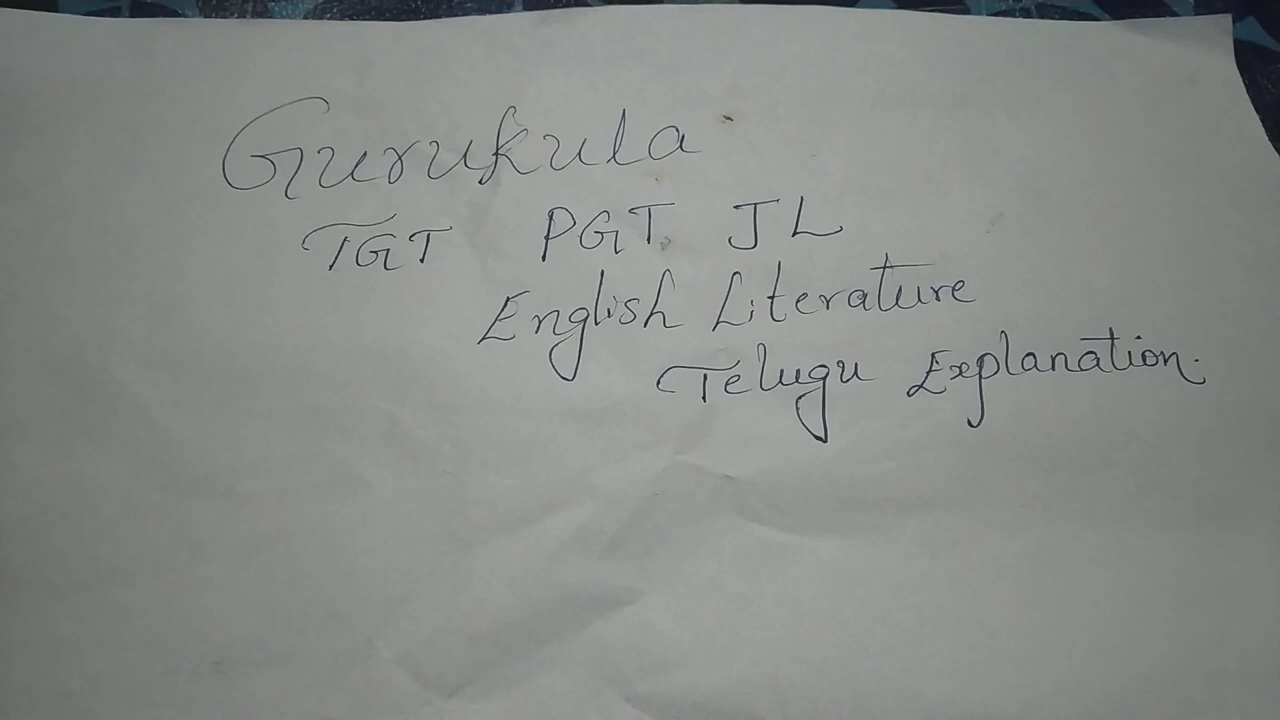 Gurukula
TGT PGT JL
English Literature
Telugu Explanation.